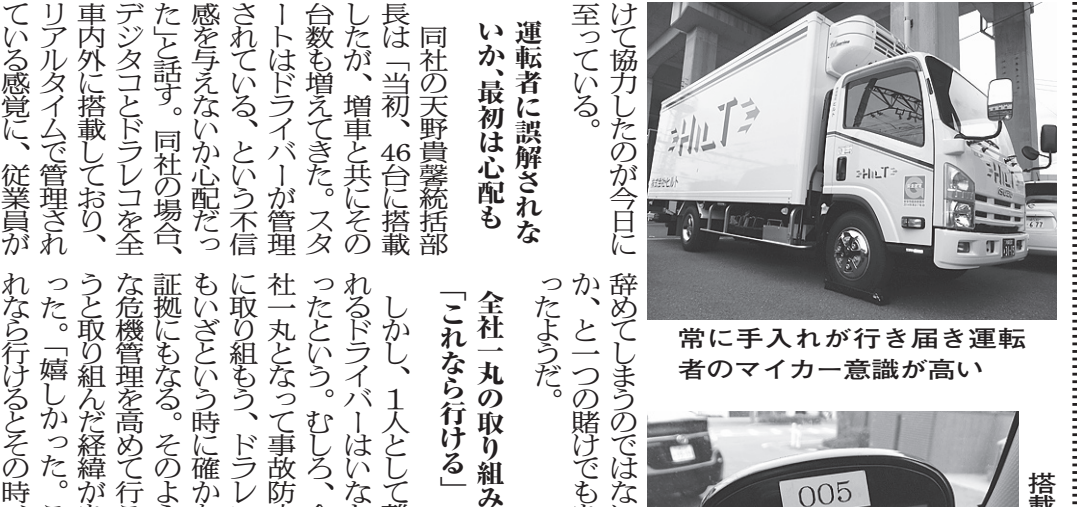 けて協力したのが今日に
至っている。
運転者に誤解されな
いか、最初は心配も
同社の天野貴馨統括部
長は「当初、46台に搭載
したが、増車と共にその
台数も増えてきた。スタ
ートはドライバーが管理
されている、という不信
感を与えないか心配だっ
た」と話す。同社の場合、
デジタコとドラレコを全
車内外に搭載しており、
リアルタイムで管理され
ている感覚に、従業員が
辞めてしまうのではな
か、と一つの賭けでも
ったようだ。
全社一丸の取り組み
「これなら行ける」
しかし、1人として
れるドライバーはいな
ったという。むしろ、
社一丸となって事故防
に取り組もう、ドラレ
もいざという時に確か
証拠にもなる。そのよ
な危機管理を高めて行
うと取り組んだ経緯が
った。「嬉しかった。
れなら行けるとその時
HILT
株式会社ヒルト
HILT
HILT
ISUZU
常に手入れが行き届き運転
者のマイカー意識が高い
005
搭載